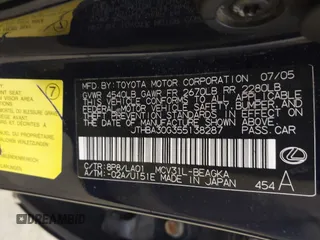 MFD. BY: TOYOTA MOTOR CORPORATION 07/05
GVWR 4540LB GAWR FR 2670LB RR 2280LB
THIS VEHICLE CONFORMS TO ALL APPLICABLE
FEDERAL MOTOR VEHICLE SAFETY, BUMPER, AND
THEFT PREVENTION STANDARDS IN EFFECT ON
THE DATE OF MANUFACTURE SHOWN ABOVE.
JTHBA30G355138287 PASS.CAR
C/TR:8P8/LA01 MCV31L-BEAGKA
A/TM:-02A/U151E MADE IN JAPAN
454 A
7